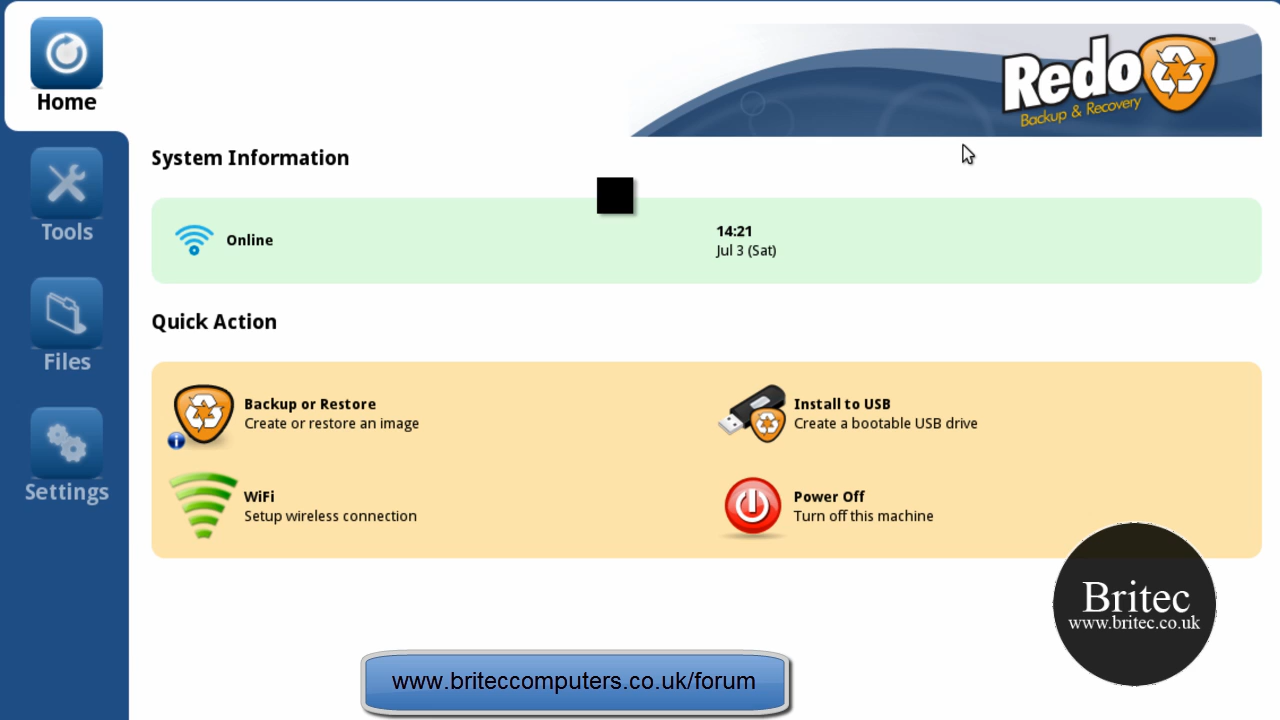 Home
Redo™
Backup & Recovery
System Information
Tools
Online
14:21
Jul 3 (Sat)
Quick Action
Files
Backup or Restore
Create or restore an image
Install to USB
Create a bootable USB drive
Settings
WiFi
Setup wireless connection
Power Off
Turn off this machine
Britec
www.britec.co.uk
www.briteccomputers.co.uk/forum